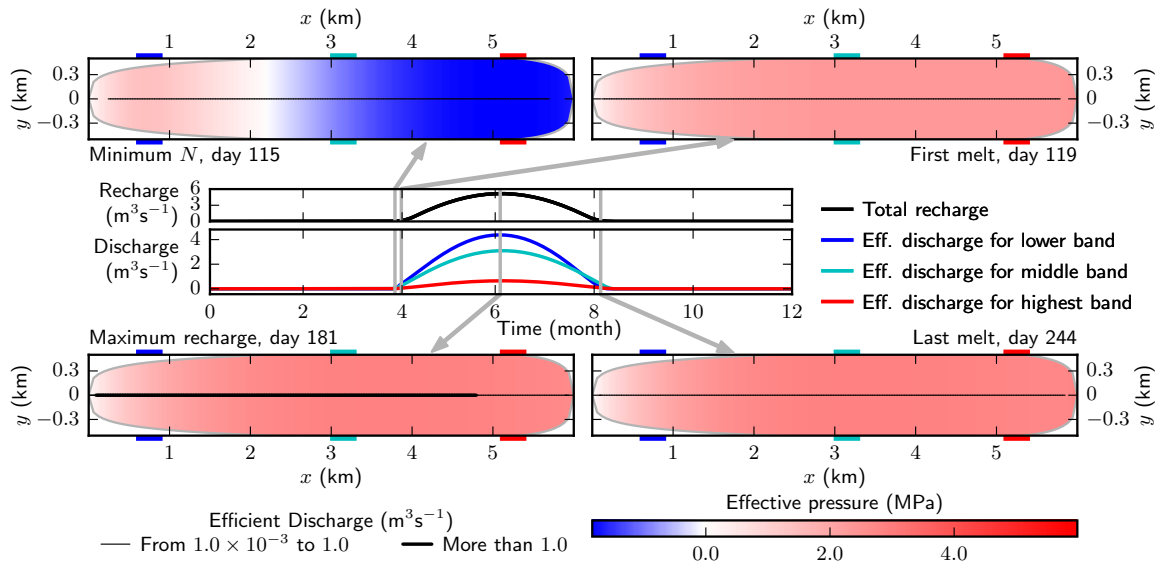 x (km)
x (km)
1 2 3 4 5
1 2 3 4 5
y (km)
0.3
0
−0.3
0.3
0
−0.3
y (km)
Minimum N, day 115
First melt, day 119
Recharge
(m³s⁻¹)
6
3
0
Discharge
(m³s⁻¹)
4
2
0
0 2 4 6 8 10 12
Time (month)
Total recharge
Eff. discharge for lower band
Eff. discharge for middle band
Eff. discharge for highest band
Maximum recharge, day 181
Last melt, day 244
y (km)
0.3
0
−0.3
0.3
0
−0.3
y (km)
1 2 3 4 5
1 2 3 4 5
x (km)
x (km)
Efficient Discharge (m³s⁻¹)
From 1.0 × 10⁻³ to 1.0
More than 1.0
Effective pressure (MPa)
0.0 2.0 4.0